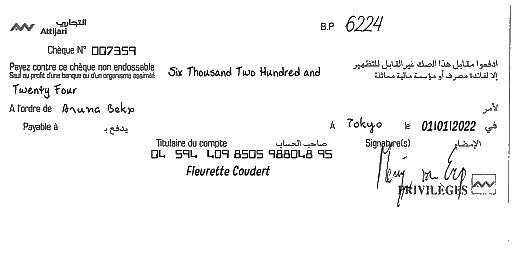 التجاري
Attijari
B.P 6224
Chèque N° 007359
Payez contre ce chèque non endossable
Sauf au profit d'une banque ou d'un organisme assimilé
Six Thousand Two Hundred and
ادفعوا مقابل هذا الصك غير القابل للتظهير
إلا لفائدة مصرف أو مؤسسة مالية مماثلة
Twenty Four
A l'ordre de Aruna Bekx
لأمر
Payable à
يدفع بـ
A Tokyo le 01/01/2022 في
Titulaire du compte صاحب الحساب
Signature(s) الإمضاء
04 594 409 8505 988048 95
Fleurette Coudert
PRIVILÈGES